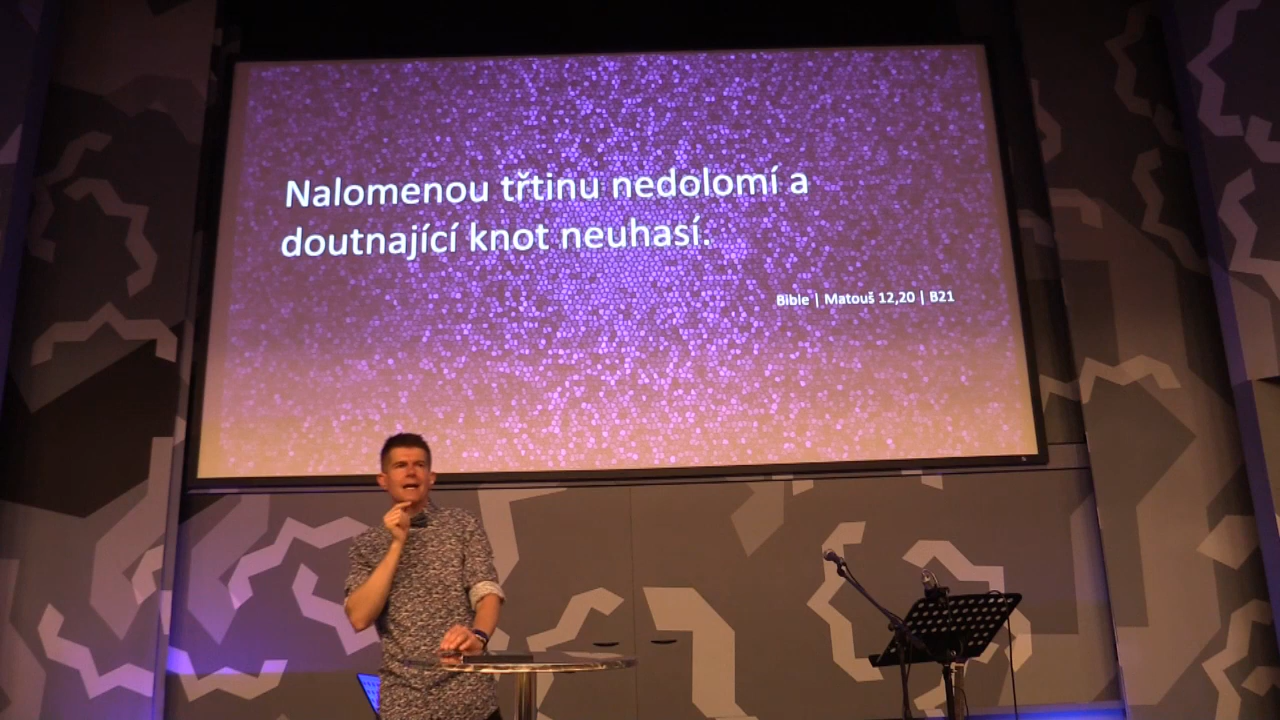 Nalomenou třtinu nedolomí a
doutnající knot neuhasí.
Bible | Matouš 12,20 | B21